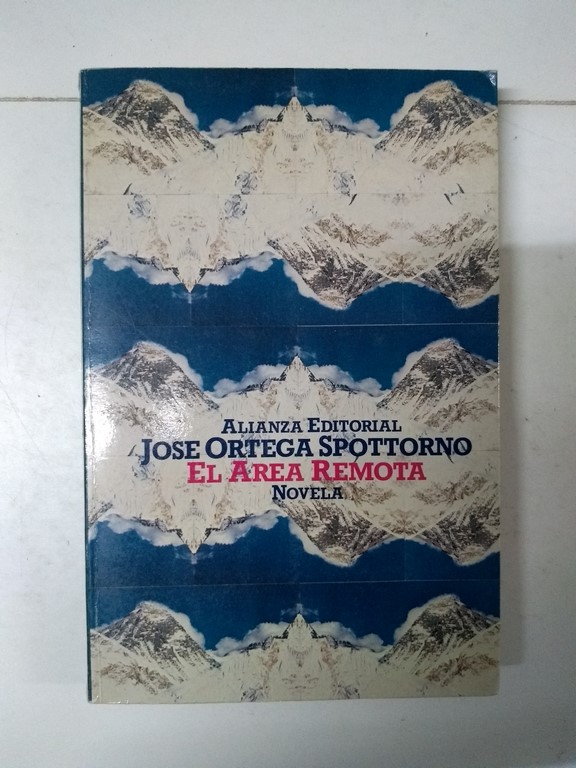 ALIANZA EDITORIAL
JOSE ORTEGA SPOTTORNO
EL AREA REMOTA
NOVELA